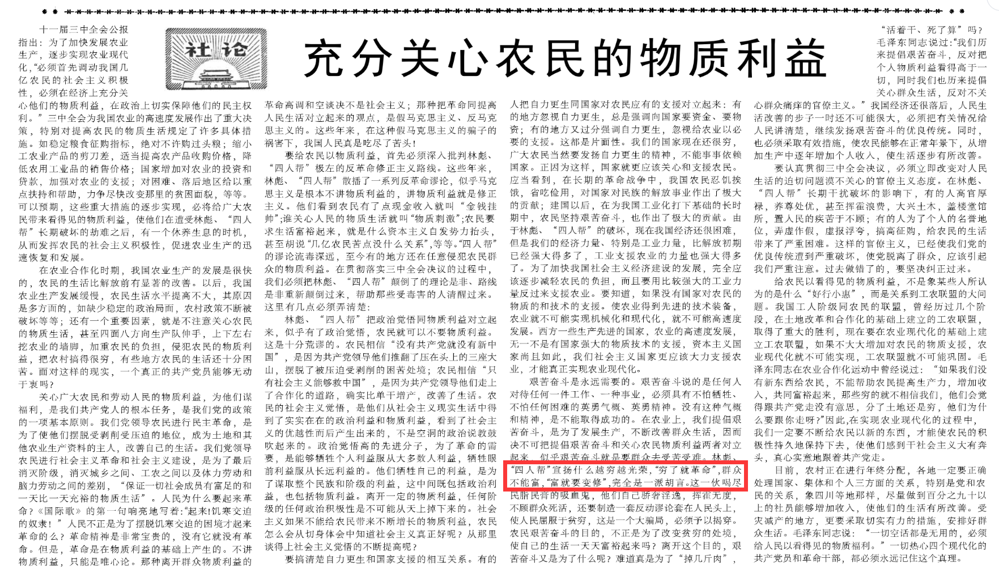 社论
充分关心农民的物质利益
十一届三中全会公报
指出：为了加快发展农业
生产，逐步实现农业现代
化，“必须首先调动我国几
亿农民的社会主义积极
性，必须在经济上充分关
心他们的物质利益，在政治上切实保障他们的民主权
利。”三中全会为我国农业的高速度发展作出了重大决
策，特别对提高农民的物质生活规定了许多具体措
施。如稳定粮食征购指标，绝对不许购过头粮；缩小
工农业产品的剪刀差，适当提高农产品收购价格，降
低农用工业品的销售价格；国家增加对农业的投资和
贷款，加强对农业的支援；对困难、落后地区给以重
点扶持和帮助，力争尽快改变那里的贫困面貌，等等。
可以预期，这些重大措施的逐步实现，必将给广大农
民带来看得见的物质利益，使他们在遭受林彪、“四人
帮”长期破坏的劫难之后，有一个休养生息的时机，
从而发挥农民的社会主义积极性，促进农业生产的迅
速恢复和发展。
在农业合作化时期，我国农业生产的发展是很快
的，农民的生活比解放前有显著的改善。以后，我国
农业生产发展缓慢，农民生活水平提高不大，其原因
是多方面的，如缺少稳定的政治局面，农村政策不断被
破坏等等；还有一个重要因素，就是不注意关心农民
的物质生活，甚至四面八方向生产队伸手，上下左右
挖农业的墙脚，加重农民的负担，侵犯农民的物质利
益，把农村搞得很穷，有些地方农民的生活还十分困
苦。面对这样的现实，一个真正的共产党员能够无动
于衷吗？
关心广大农民和劳动人民的物质利益，为他们谋
福利，是我们共产党人的根本任务，是我们党的政策
的一项基本原则。我们党领导农民进行民主革命，是
为了使他们摆脱受剥削受压迫的地位，成为土地和其
他农业生产资料的主人，改善自己的生活。我们党领导
农民进行社会主义革命和社会主义建设，是为了最后
消灭阶级，消灭城乡之间、工农之间以及体力劳动和
脑力劳动之间的差别，“保证一切社会成员有富足的和
一天比一天充裕的物质生活”。人民为什么要起来革
命？《国际歌》的第一句响亮地写着：“起来！饥寒交迫
的奴隶！”人民不正是为了摆脱饥寒交迫的困境才起来
革命的么？革命精神是非常宝贵的，没有它就没有革
命。但是，革命是在物质利益的基础上产生的。不讲
物质利益，只能是唯心论。那种离开群众物质利益的
革命高调和空谈决不是社会主义；那种把革命同提高
人民生活对立起来的观点，是假马克思主义、反马克
思主义的。这些年来，在这种假马克思主义的骗子的
祸害下，我国人民真是吃尽了苦头！
要给农民以物质利益，首先必须深入批判林彪、
“四人帮”极左的反革命修正主义路线。这些年来，
林彪、“四人帮”散播了一系列反革命谬论，似乎马克
思主义是根本不讲物质利益的，讲物质利益就是修正
主义。他们看到农民有了点现金收入就叫“金钱挂
帅”；谁关心人民的物质生活就叫“物质刺激”；农民要
求生活富裕起来，就是什么资本主义自发势力抬头，
甚至胡说“几亿农民苦点没什么关系”，等等。“四人帮”
的谬论流毒深远，至今有的地方还在任意侵犯农民群
众的物质利益。在贯彻落实三中全会决议的过程中，
我们必须把林彪、“四人帮”颠倒了的理论是非、路线
是非重新颠倒过来，帮助那些受毒害的人清醒过来。
这里有几点必须弄清楚：
林彪、“四人帮”把政治觉悟同物质利益对立起
来，似乎有了政治觉悟，农民就可以不要物质利益。
这是十分荒谬的。农民相信“没有共产党就没有新中
国”，是因为共产党领导他们推翻了压在头上的三座大
山，摆脱了被压迫受剥削的困苦处境；农民相信“只
有社会主义能够救中国”，是因为共产党领导他们走上
了合作化的道路，确实比单干增产，改善了生活。农
民的社会主义觉悟，是他们从社会主义现实生活中得
到了实实在在的政治利益和物质利益，看到了社会主
义的优越性而后产生出来的，不是空洞的政治说教鼓
吹起来的。政治觉悟高的先进分子，为了革命的需
要，是能够牺牲个人利益服从大多数人利益，牺牲眼
前利益服从长远利益的。他们牺牲自己的利益，是为
了谋取整个民族和阶级的利益，这中间既包括政治利
益，也包括物质利益。离开一定的物质利益，任何阶
级的任何政治积极性是不可能从天上掉下来的。社会
主义如果不能给农民带来不断增长的物质利益，农民
怎么会从切身体会中知道社会主义真正好呢？从那里
谈得上社会主义觉悟的不断提高呢？
要搞清楚自力更生和国家支援的相互关系。有的
人把自力更生同国家对农民应有的支援对立起来：有
的地方忽视自力更生，总是强调向国家要资金、要物
资；有的地方又过分强调自力更生，忽视给农业以必
要的支援。这都是片面性。我们的国家现在还很穷，
广大农民当然要发扬自力更生的精神，不能事事依赖
国家。正因为这样，国家就更应该关心和支援农民。
应当看到，在长期的革命战争中，我国农民忍饥挨
饿，省吃俭用，对国家对民族的解放事业作出了极大
的贡献；建国以后，在为我国工业化打下基础的长时
期中，农民坚持艰苦奋斗，也作出了极大的贡献。由
于林彪、“四人帮”的破坏，现在我国经济还很困难，
但是我们的经济力量、特别是工业力量，比解放初期
已经强大得多了，工业支援农业的力量也强大得多
了。为了加快我国社会主义经济建设的发展，完全应
该逐步减轻农民的负担，而且要用比较强大的工业力
量反过来支援农业。要知道，如果没有国家对农民的
物质的和技术的支援。使农业得到先进的技术装备，
农业就不可能实现机械化和现代化，就不可能高速度
发展。西方一些生产先进的国家，农业的高速度发展，
无一不是有国家强大的物质技术的支援，资本主义国
家尚且如此，我们社会主义国家更应该大力支援农
业，才能真正实现农业现代化。
艰苦奋斗是永远需要的。艰苦奋斗说的是任何人
对待任何一件工作、一种事业，必须具有不怕牺牲、
不怕任何困难的英勇气概、英勇精神。没有这种气概
和精神，是不能取得成功的。在农业上，我们提倡艰
苦奋斗，是为了发展生产，不断改善群众生活，因而
决不可把提倡艰苦奋斗和关心农民物质利益两者对立
起来，似乎艰苦奋斗就是要群众去受苦受难。林彪、
“四人帮”宣扬什么越穷越光荣，“穷了就革命”，群众
不能富，“富就要变修”，完全是一派胡言。这一伙喝尽
民脂民膏的吸血鬼，他们自己骄奢淫逸，挥霍无度，
不顾群众死活，还要制造一套反动谬论套在人民头上，
使人民屈服于贫穷，这是一个大骗局，必须予以揭穿。
农民艰苦奋斗的目的，不正是为了改变贫穷的处境，
使自己的生活一天天富裕起来吗？离开这个目的，艰
苦奋斗又是为了什么呢？难道真是为了“掉几斤肉”，
“活着干、死了算”吗？
毛泽东同志说过：“我们历
来提倡艰苦奋斗，反对把
个人物质利益看得高于一
切，同时我们也历来提倡
关心群众生活，反对不关
心群众痛痒的官僚主义。”我国经济还很落后，人民生
活改善的步子一时还不可能很大，必须把有关情况给
人民讲清楚，继续发扬艰苦奋斗的优良传统。同时，
也必须采取有效措施，使农民能够在正常年景下，从增
加生产中逐年增加个人收入，使生活逐步有所改善。
要认真贯彻三中全会决议，必须立即改变对人民
生活的迫切问题漠不关心的官僚主义态度。在林彪、
“四人帮”长期干扰破坏的影响下，有的人高官厚
禄，养尊处优，甚至挥霍浪费，大兴土木，盖楼堂馆
所，置人民的疾苦于不顾；有的人为了个人的名誉地
位，弄虚作假，虚报浮夸，搞高征购，给农民的生活
带来了严重困难。这样的官僚主义，已经使我们党的
优良传统遭到严重破坏，使党脱离了群众，应该引起
我们严重注意。过去做错了的，要坚决纠正过来。
给农民以看得见的物质利益，不是象某些人所认
为的是什么“好行小惠”，而是关系到工农联盟的大问
题。我国工人阶级同农民的联盟，曾经历过几个阶
段，在土地改革和合作化的基础上建立的工农联盟，
取得了重大的胜利，现在要在农业现代化的基础上建
立工农联盟，如果不大大增加对农民的物质支援，农
业现代化就不可能实现，工农联盟就不可能巩固。毛
泽东同志在农业合作化运动中曾经说过：“如果我们没
有新东西给农民，不能帮助农民提高生产力，增加收
入，共同富裕起来，那些穷的就不相信我们，他们会觉
得跟共产党走没有意思，分了土地还是穷，他们为什
么要跟你走呀？”因此，在实现农业现代化的过程中，
我们一定要不断给农民以新的东西，才能使农民的积
极性持久地保持下去，使他们感到干社会主义大有奔
头，真心实意地跟着共产党走。
目前，农村正在进行年终分配，各地一定要正确
处理国家、集体和个人三方面的关系，特别是党和农
民的关系，象四川等地那样，尽量做到百分之九十以
上的社员能够增加收入，使他们的生活有所改善。受
灾减产的地方，更要采取切实有力的措施，安排好群
众生活。毛泽东同志说：“一切空话都是无用的，必须
给人民以看得见的物质福利。”一切热心四个现代化的
共产党员和革命干部，都必须永远记住这个真理。